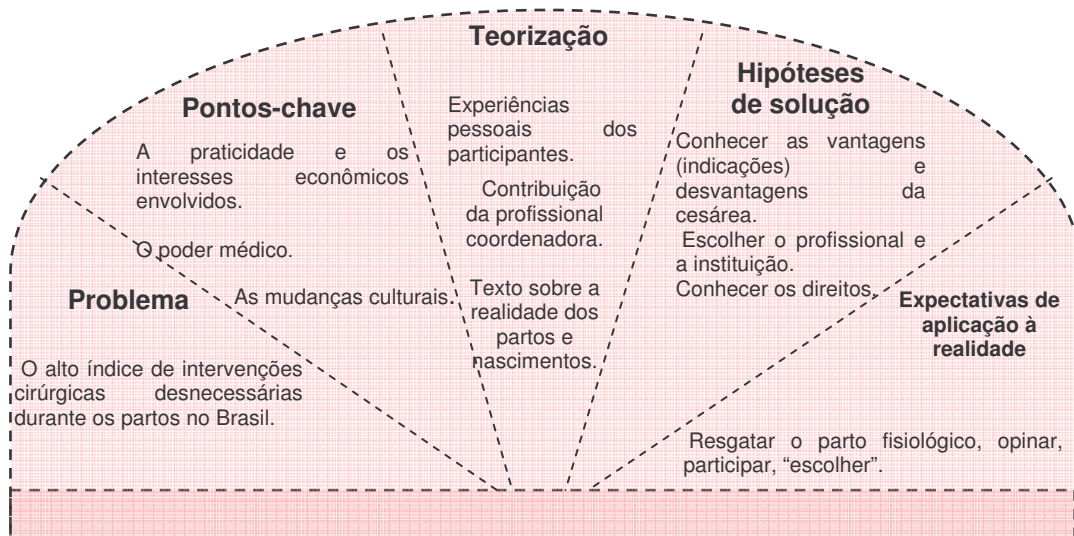 Problema
O alto índice de intervenções
cirúrgicas desnecessárias
durante os partos no Brasil.
Pontos-chave
A praticidade e os
interesses econômicos
envolvidos.
O poder médico.
As mudanças culturais.
Teorização
Experiências
pessoais dos
participantes.
Contribuição
da profissional
coordenadora.
Texto sobre a
realidade dos
partos e
nascimentos.
Hipóteses
de solução
Conhecer as vantagens
(indicações) e
desvantagens da
cesárea.
Escolher o profissional e
a instituição.
Conhecer os direitos.
Expectativas de
aplicação à
realidade
Resgatar o parto fisiológico, opinar,
participar, “escolher”.